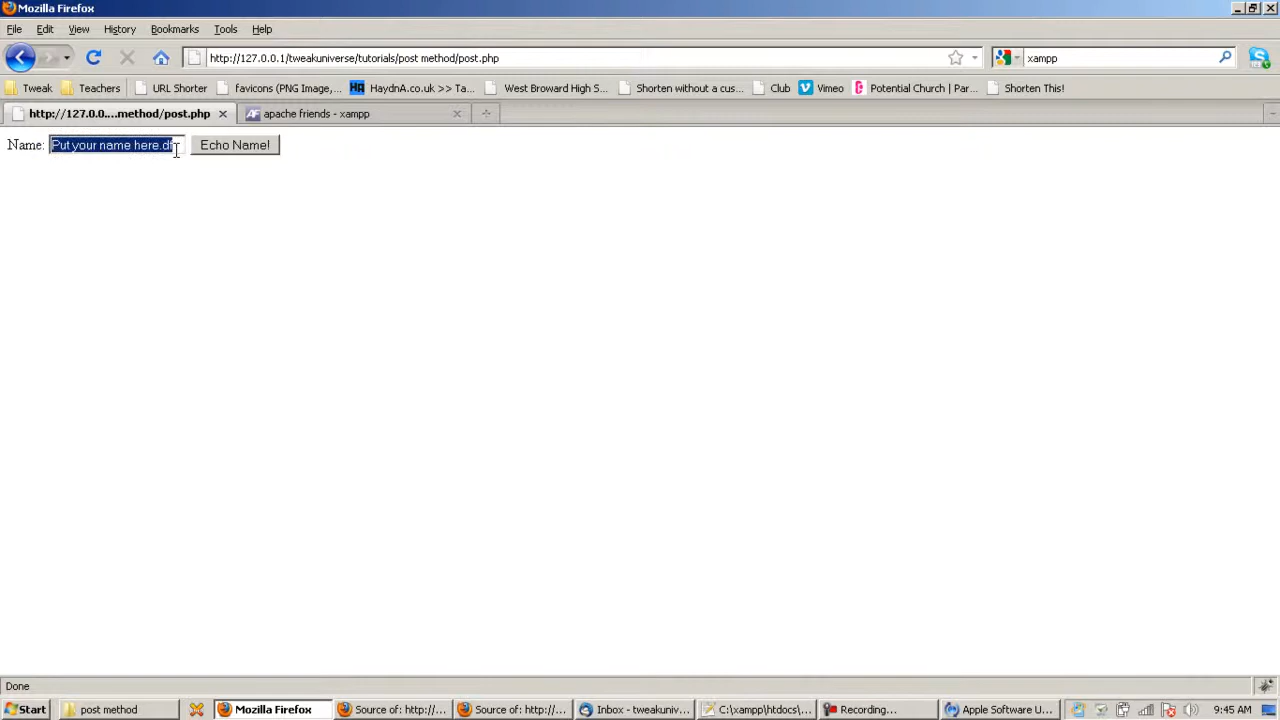 Mozilla Firefox
File Edit View History Bookmarks Tools Help
http://127.0.0.1/tweakuniverse/tutorials/post method/post.php xampp
Tweak Teachers URL Shorter favicons (PNG Image,... HaydnA.co.uk >> Ta... West Broward High S... Shorten without a cus... Club Vimeo Potential Church | Par... Shorten This!
http://127.0.0....method/post.php apache friends - xampp
Name: Put your name here.df Echo Name!
Done
Start post method Mozilla Firefox Source of: http://... Source of: http://... Inbox - tweakuniv... C:\xampp\htdocs\... Recording... Apple Software U... 9:45 AM